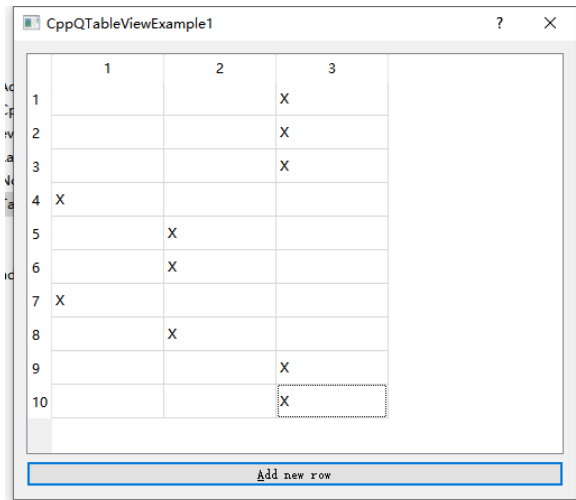 CppQTableViewExample1 ?
1 2 3
1 X
2 X
3 X
4 X
5 X
6 X
7 X
8 X
9 X
10 X
Add new row